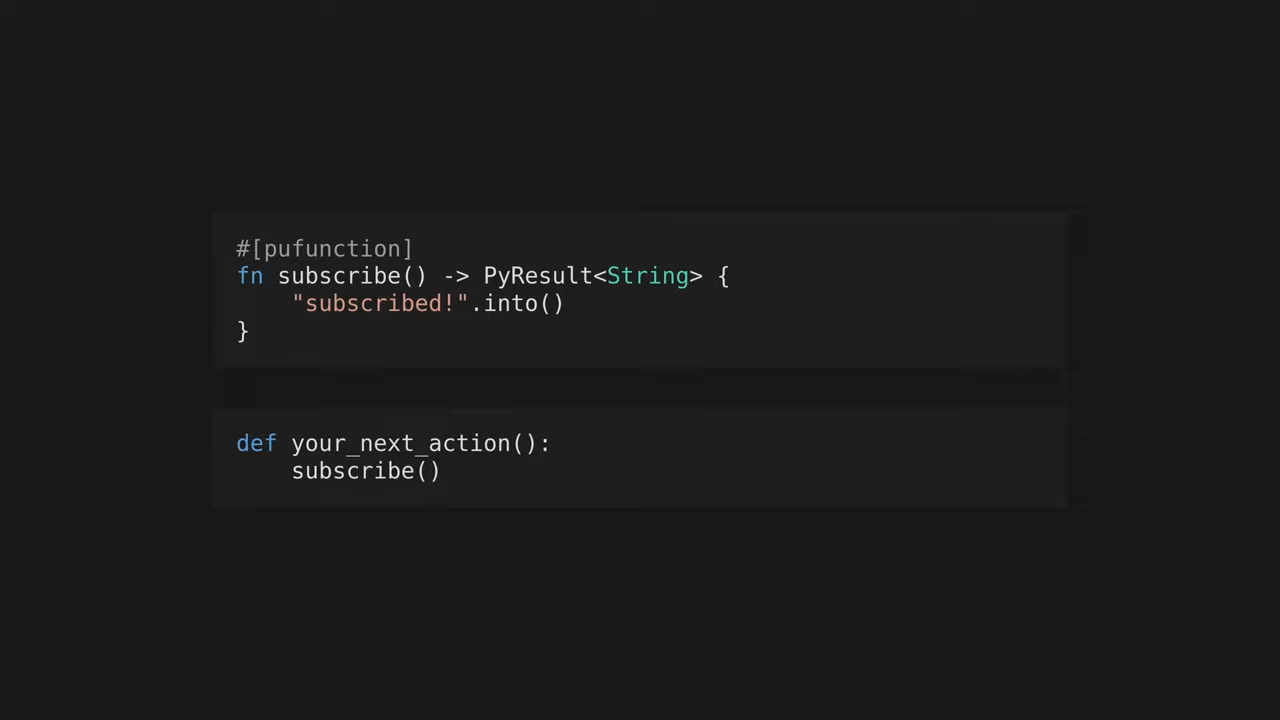 #[pufunction]
fn subscribe() -> PyResult<String> {
    "subscribed!".into()
}
def your_next_action():
    subscribe()